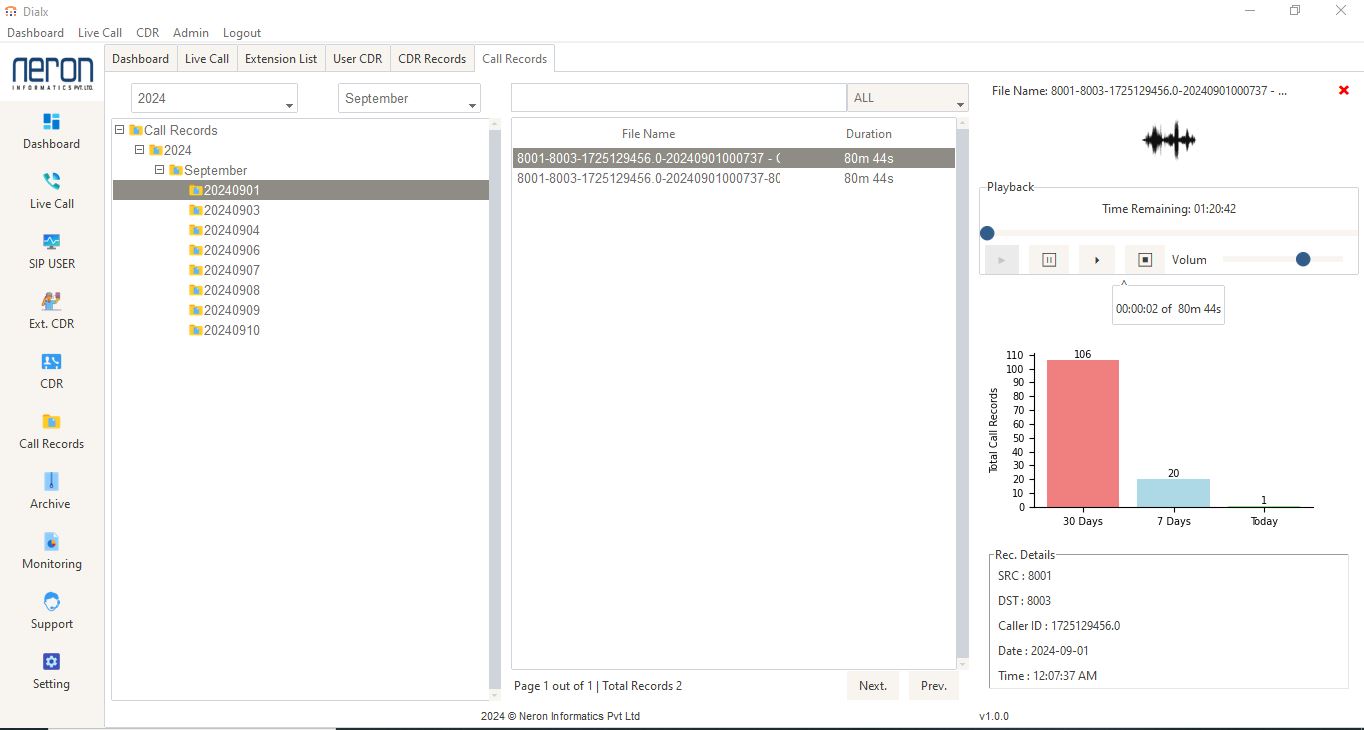 Dialx
Dashboard Live Call CDR Admin Logout
neron
INFORMATICS PVT. LTD.
Dashboard Live Call Extension List User CDR CDR Records Call Records
Dashboard
Live Call
SIP USER
Ext. CDR
CDR
Call Records
Archive
Monitoring
Support
Setting
2024 September
Call Records
2024
September
20240901
20240903
20240904
20240906
20240907
20240908
20240909
20240910
ALL
File Name Duration
8001-8003-1725129456.0-20240901000737 - C 80m 44s
8001-8003-1725129456.0-20240901000737-80 80m 44s
Page 1 out of 1 | Total Records 2 Next. Prev.
File Name: 8001-8003-1725129456.0-20240901000737 - ...
Playback
Time Remaining: 01:20:42
Volum
00:00:02 of 80m 44s
Total Call Records
110
100
90
80
70
60
50
40
30
20
10
0
106
20
1
30 Days 7 Days Today
Rec. Details
SRC : 8001
DST : 8003
Caller ID : 1725129456.0
Date : 2024-09-01
Time : 12:07:37 AM
2024 © Neron Informatics Pvt Ltd v1.0.0